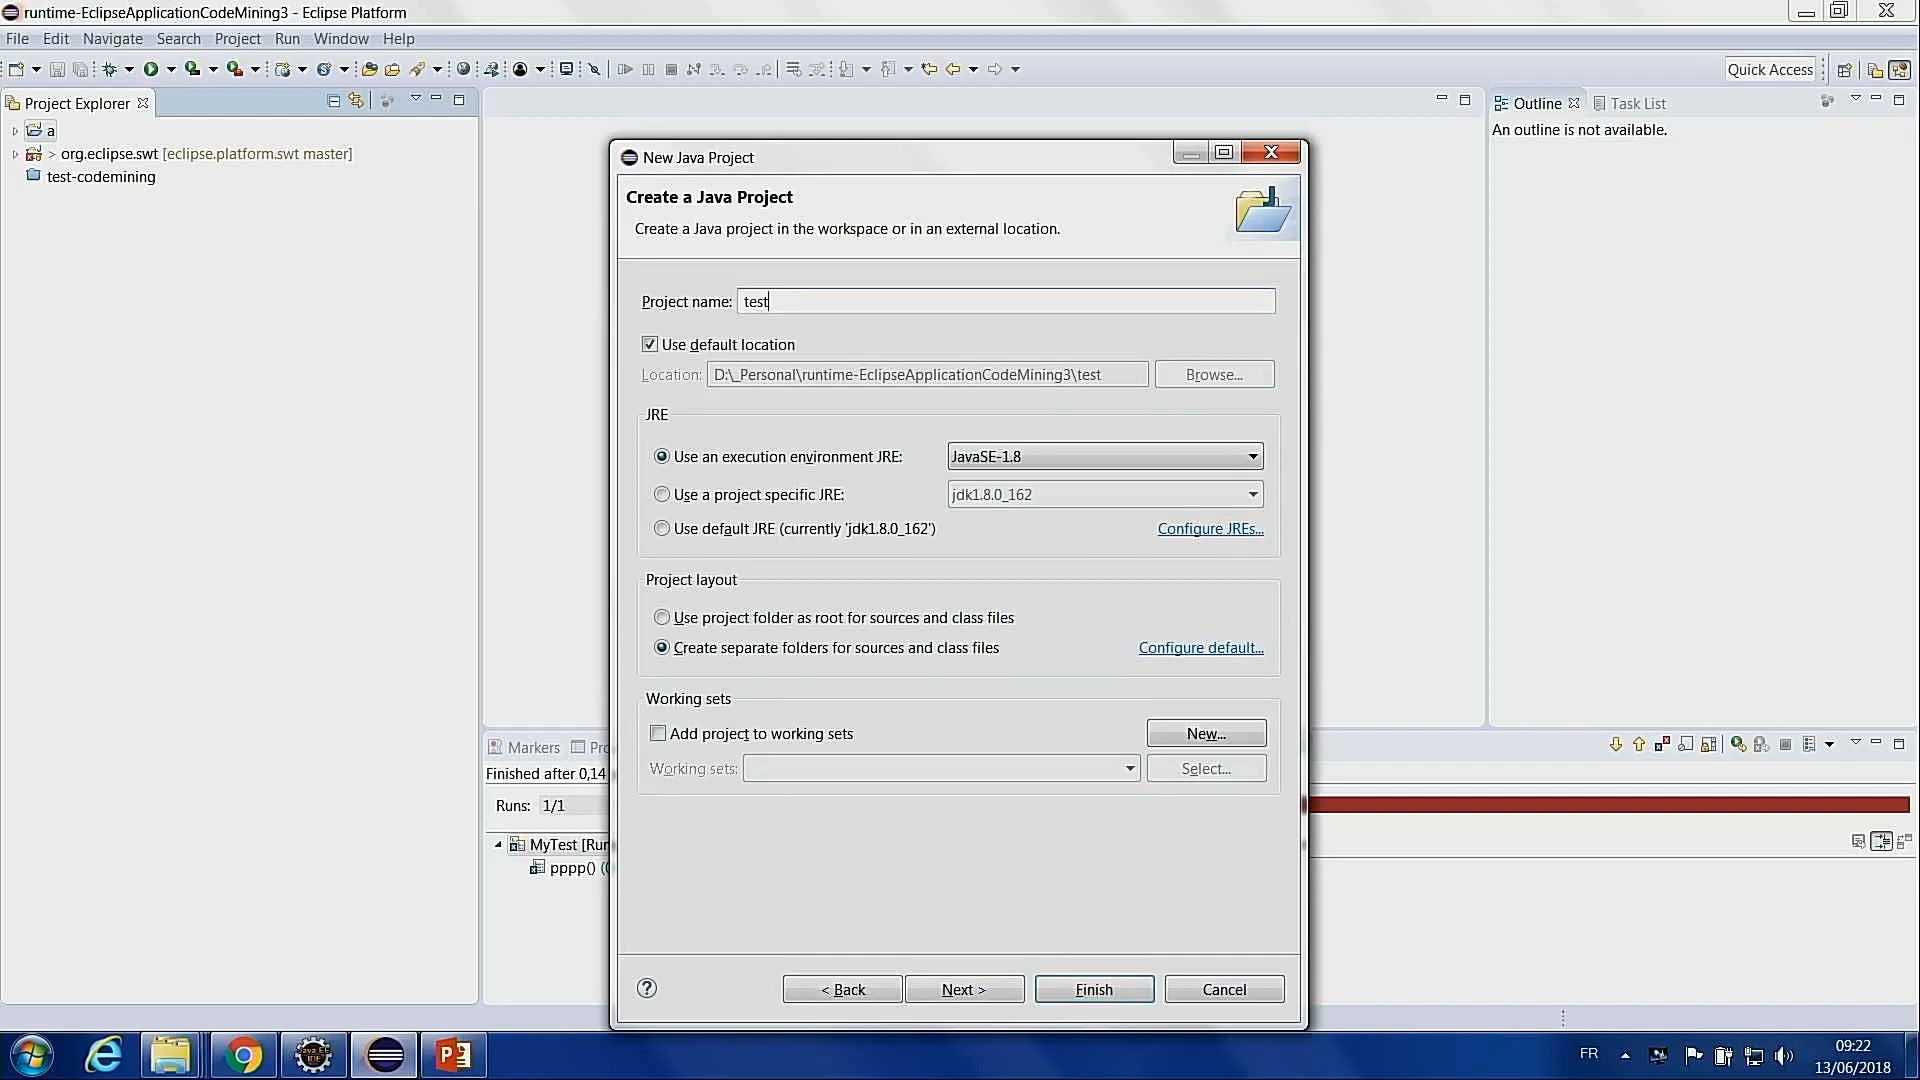 runtime-EclipseApplicationCodeMining3 - Eclipse Platform
File Edit Navigate Search Project Run Window Help
Quick Access
Project Explorer
a
> org.eclipse.swt [eclipse.platform.swt master]
test-codemining
Outline
Task List
An outline is not available.
New Java Project
Create a Java Project
Create a Java project in the workspace or in an external location.
Project name: test
Use default location
Location: D:\_Personal\runtime-EclipseApplicationCodeMining3\test
Browse...
JRE
Use an execution environment JRE: JavaSE-1.8
Use a project specific JRE: jdk1.8.0_162
Use default JRE (currently 'jdk1.8.0_162')
Configure JREs...
Project layout
Use project folder as root for sources and class files
Create separate folders for sources and class files
Configure default...
Working sets
Add project to working sets
New...
Working sets:
Select...
< Back
Next >
Finish
Cancel
Markers
Finished after 0,14
Runs: 1/1
MyTest [Run
pppp()
Java EE
IDE
FR
09:22
13/06/2018